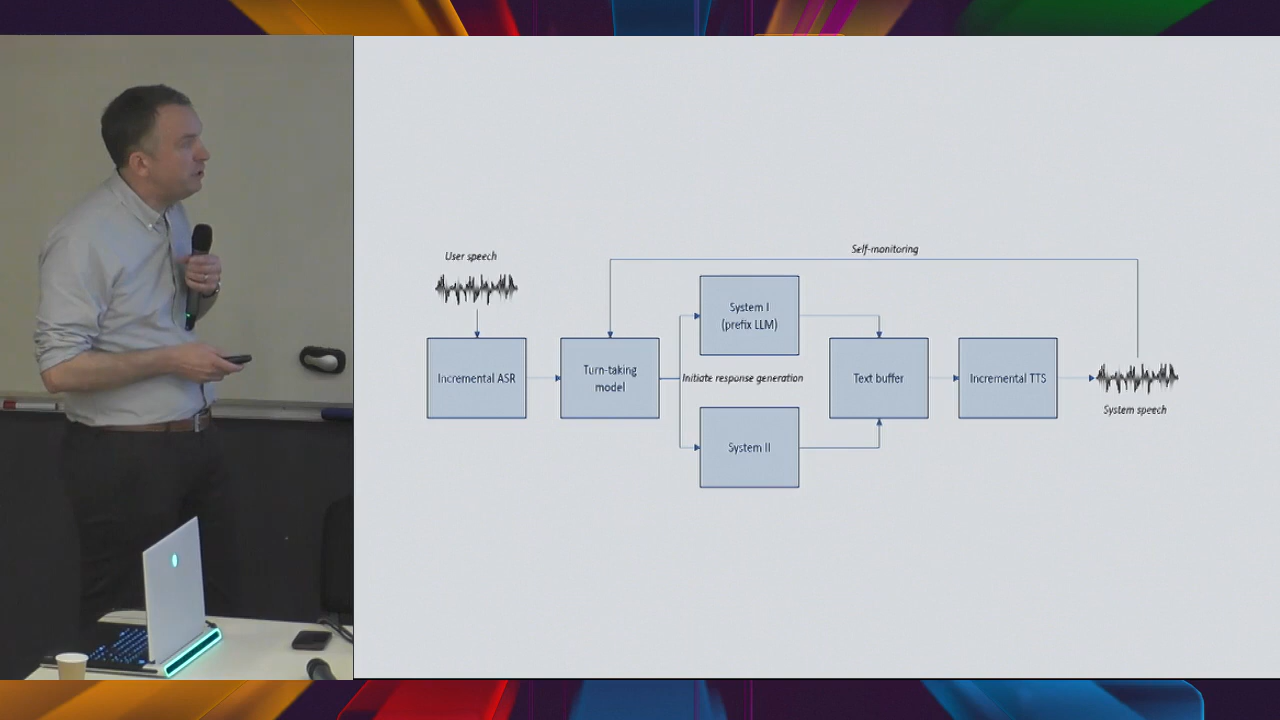 Self-monitoring
User speech
System I
(prefix LLM)
Incremental ASR
Turn-taking
model
Initiate response generation
Text buffer
Incremental TTS
System speech
System II